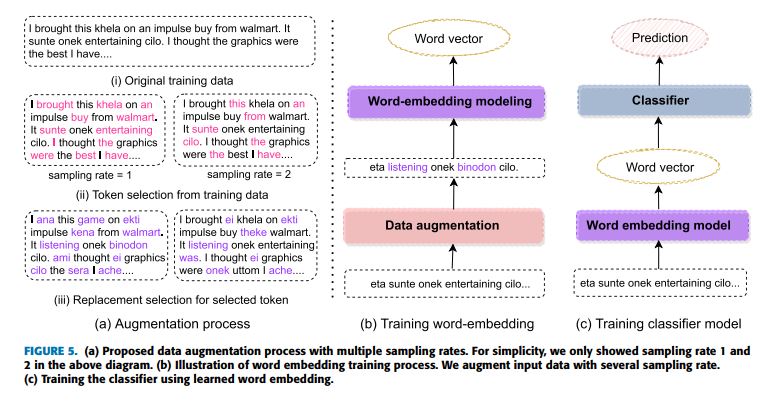 I brought this khela on an impulse buy from walmart. It
sunte onek entertaining cilo. I thought the graphics were
the best I have....
(i) Original training data
I brought this khela on an
impulse buy from walmart.
It sunte onek entertaining
cilo. I thought the graphics
were the best I have....
sampling rate = 1
I brought this khela on an
impulse buy from walmart.
It sunte onek entertaining
cilo. I thought the graphics
were the best I have....
sampling rate = 2
(ii) Token selection from training data
I ana this game on ekti
impulse kena from walmart.
It listening onek binodon
cilo. ami thought ei graphics
cilo the sera I ache....
I brought ei khela on ekti
impulse buy theke walmart.
It listening onek entertaining
was. I thought ei graphics
were onek uttom I ache....
(iii) Replacement selection for selected token
(a) Augmentation process
Word vector
Word-embedding modeling
eta listening onek binodon cilo.
Data augmentation
eta sunte onek entertaining cilo...
(b) Training word-embedding
Prediction
Classifier
Word vector
Word embedding model
eta sunte onek entertaining cilo...
(c) Training classifier model
FIGURE 5. (a) Proposed data augmentation process with multiple sampling rates. For simplicity, we only showed sampling rate 1 and
2 in the above diagram. (b) Illustration of word embedding training process. We augment input data with several sampling rate.
(c) Training the classifier using learned word embedding.